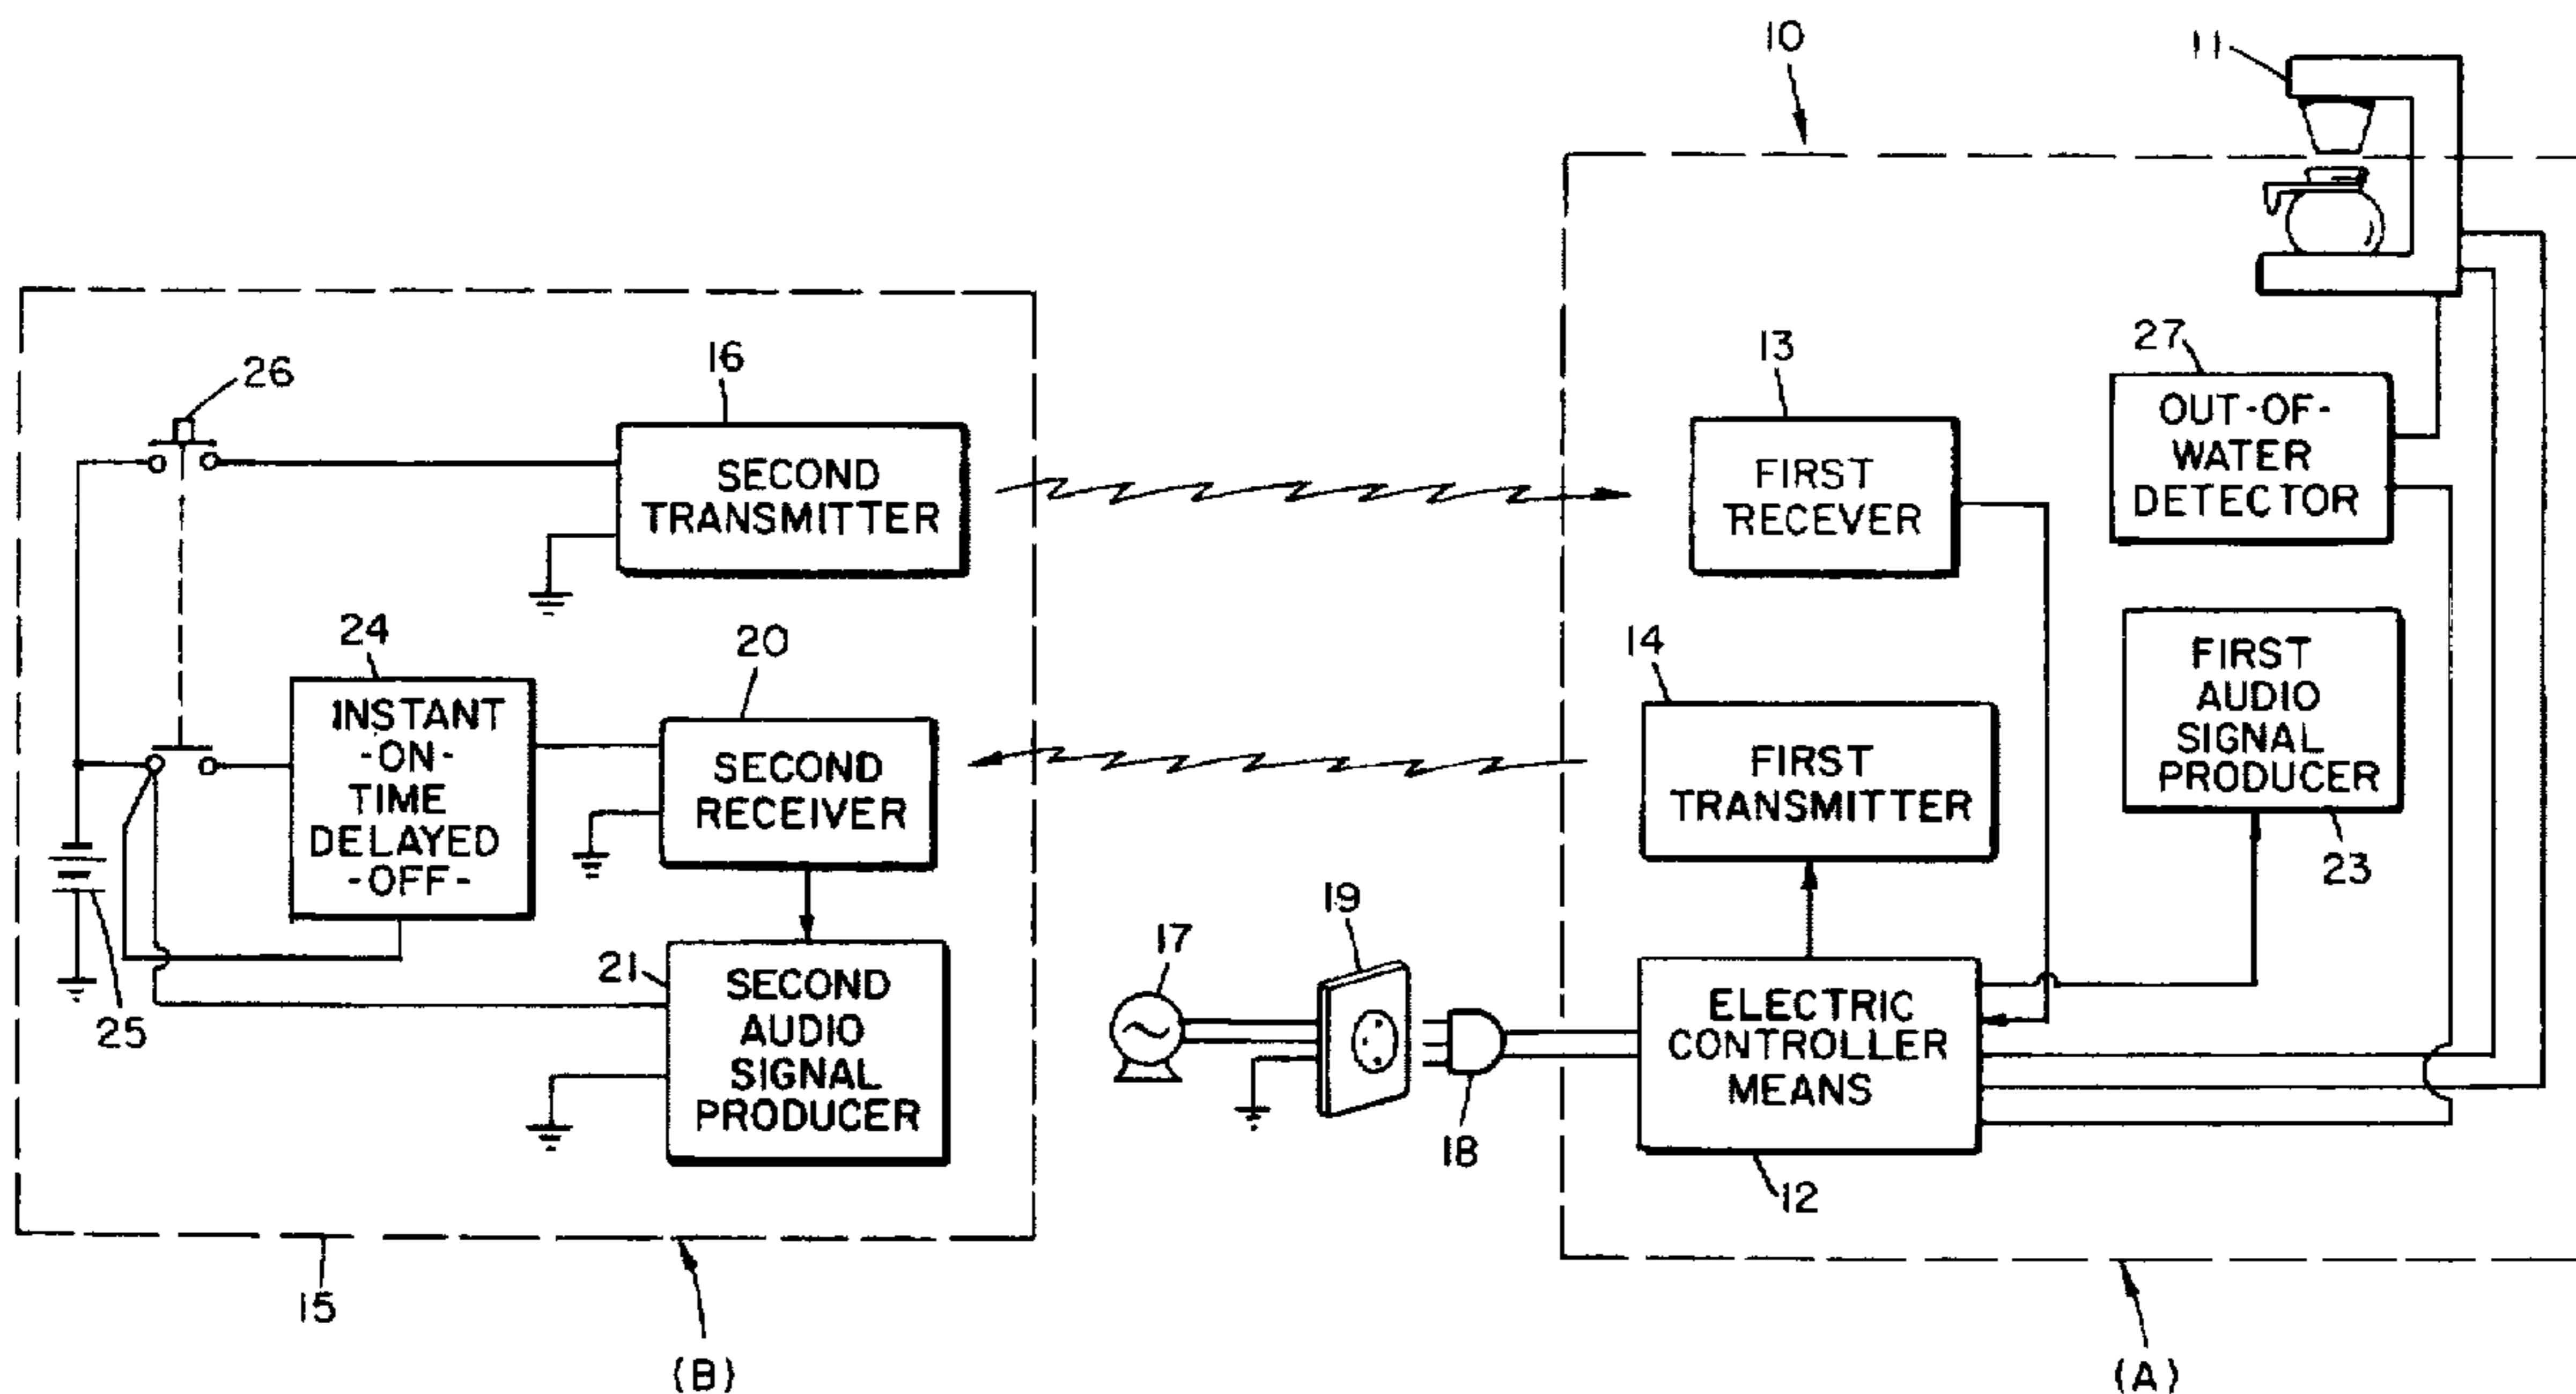 10
11
26
16
SECOND
TRANSMITTER
13
FIRST
RECEVER
27
OUT-OF-
WATER
DETECTOR
24
INSTANT
-ON-
TIME
DELAYED
-OFF-
20
SECOND
RECEIVER
14
FIRST
TRANSMITTER
FIRST
AUDIO
SIGNAL
PRODUCER
23
25
21
SECOND
AUDIO
SIGNAL
PRODUCER
17
19
18
ELECTRIC
CONTROLLER
MEANS
12
15
(B)
(A)